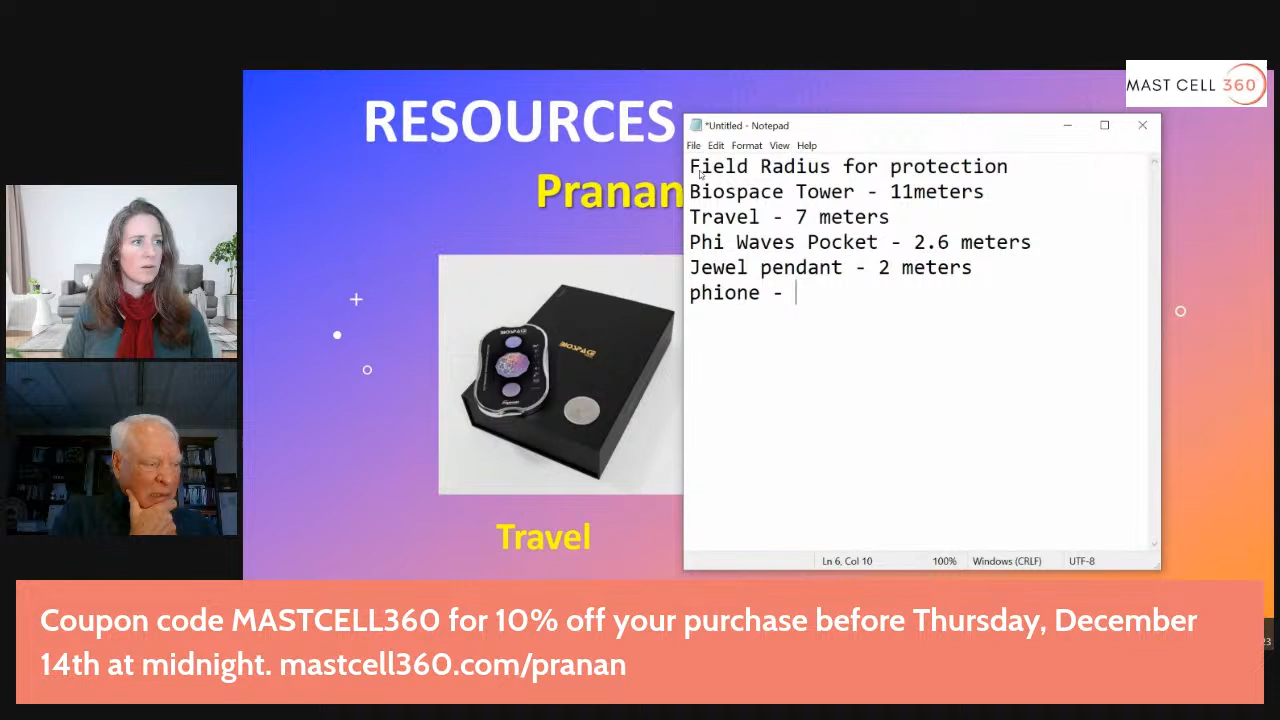 MAST CELL 360
RESOURCES
Pranan
*Untitled - Notepad
File Edit Format View Help
Field Radius for protection
Biospace Tower - 11meters
Travel - 7 meters
Phi Waves Pocket - 2.6 meters
Jewel pendant - 2 meters
phione -
BIOSPACE
BIOSPACE
Travel
Ln 6, Col 10 100% Windows (CRLF) UTF-8
23
Coupon code MASTCELL360 for 10% off your purchase before Thursday, December
14th at midnight. mastcell360.com/pranan